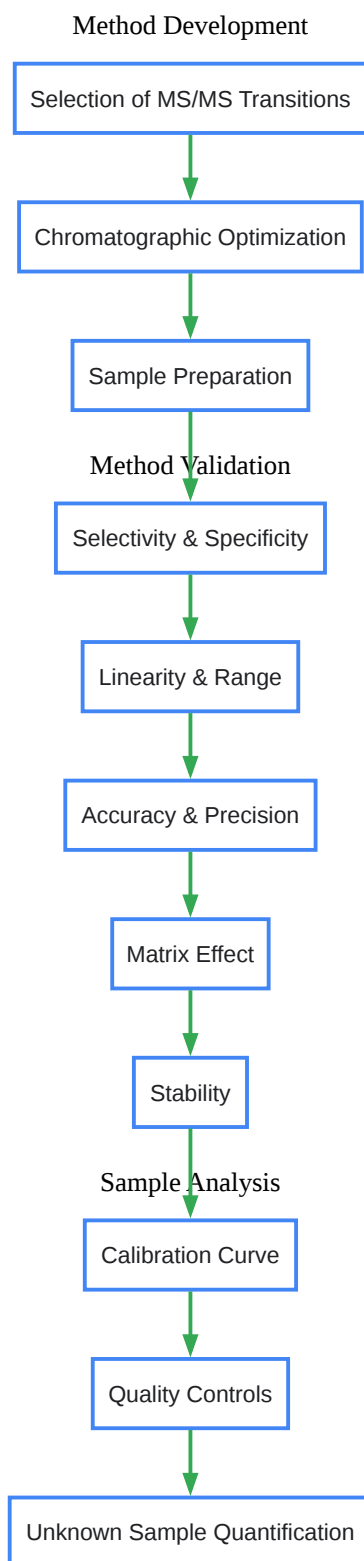 Method Development
Selection of MS/MS Transitions
Chromatographic Optimization
Sample Preparation
Method Validation
Selectivity & Specificity
Linearity & Range
Accuracy & Precision
Matrix Effect
Stability
Sample Analysis
Calibration Curve
Quality Controls
Unknown Sample Quantification